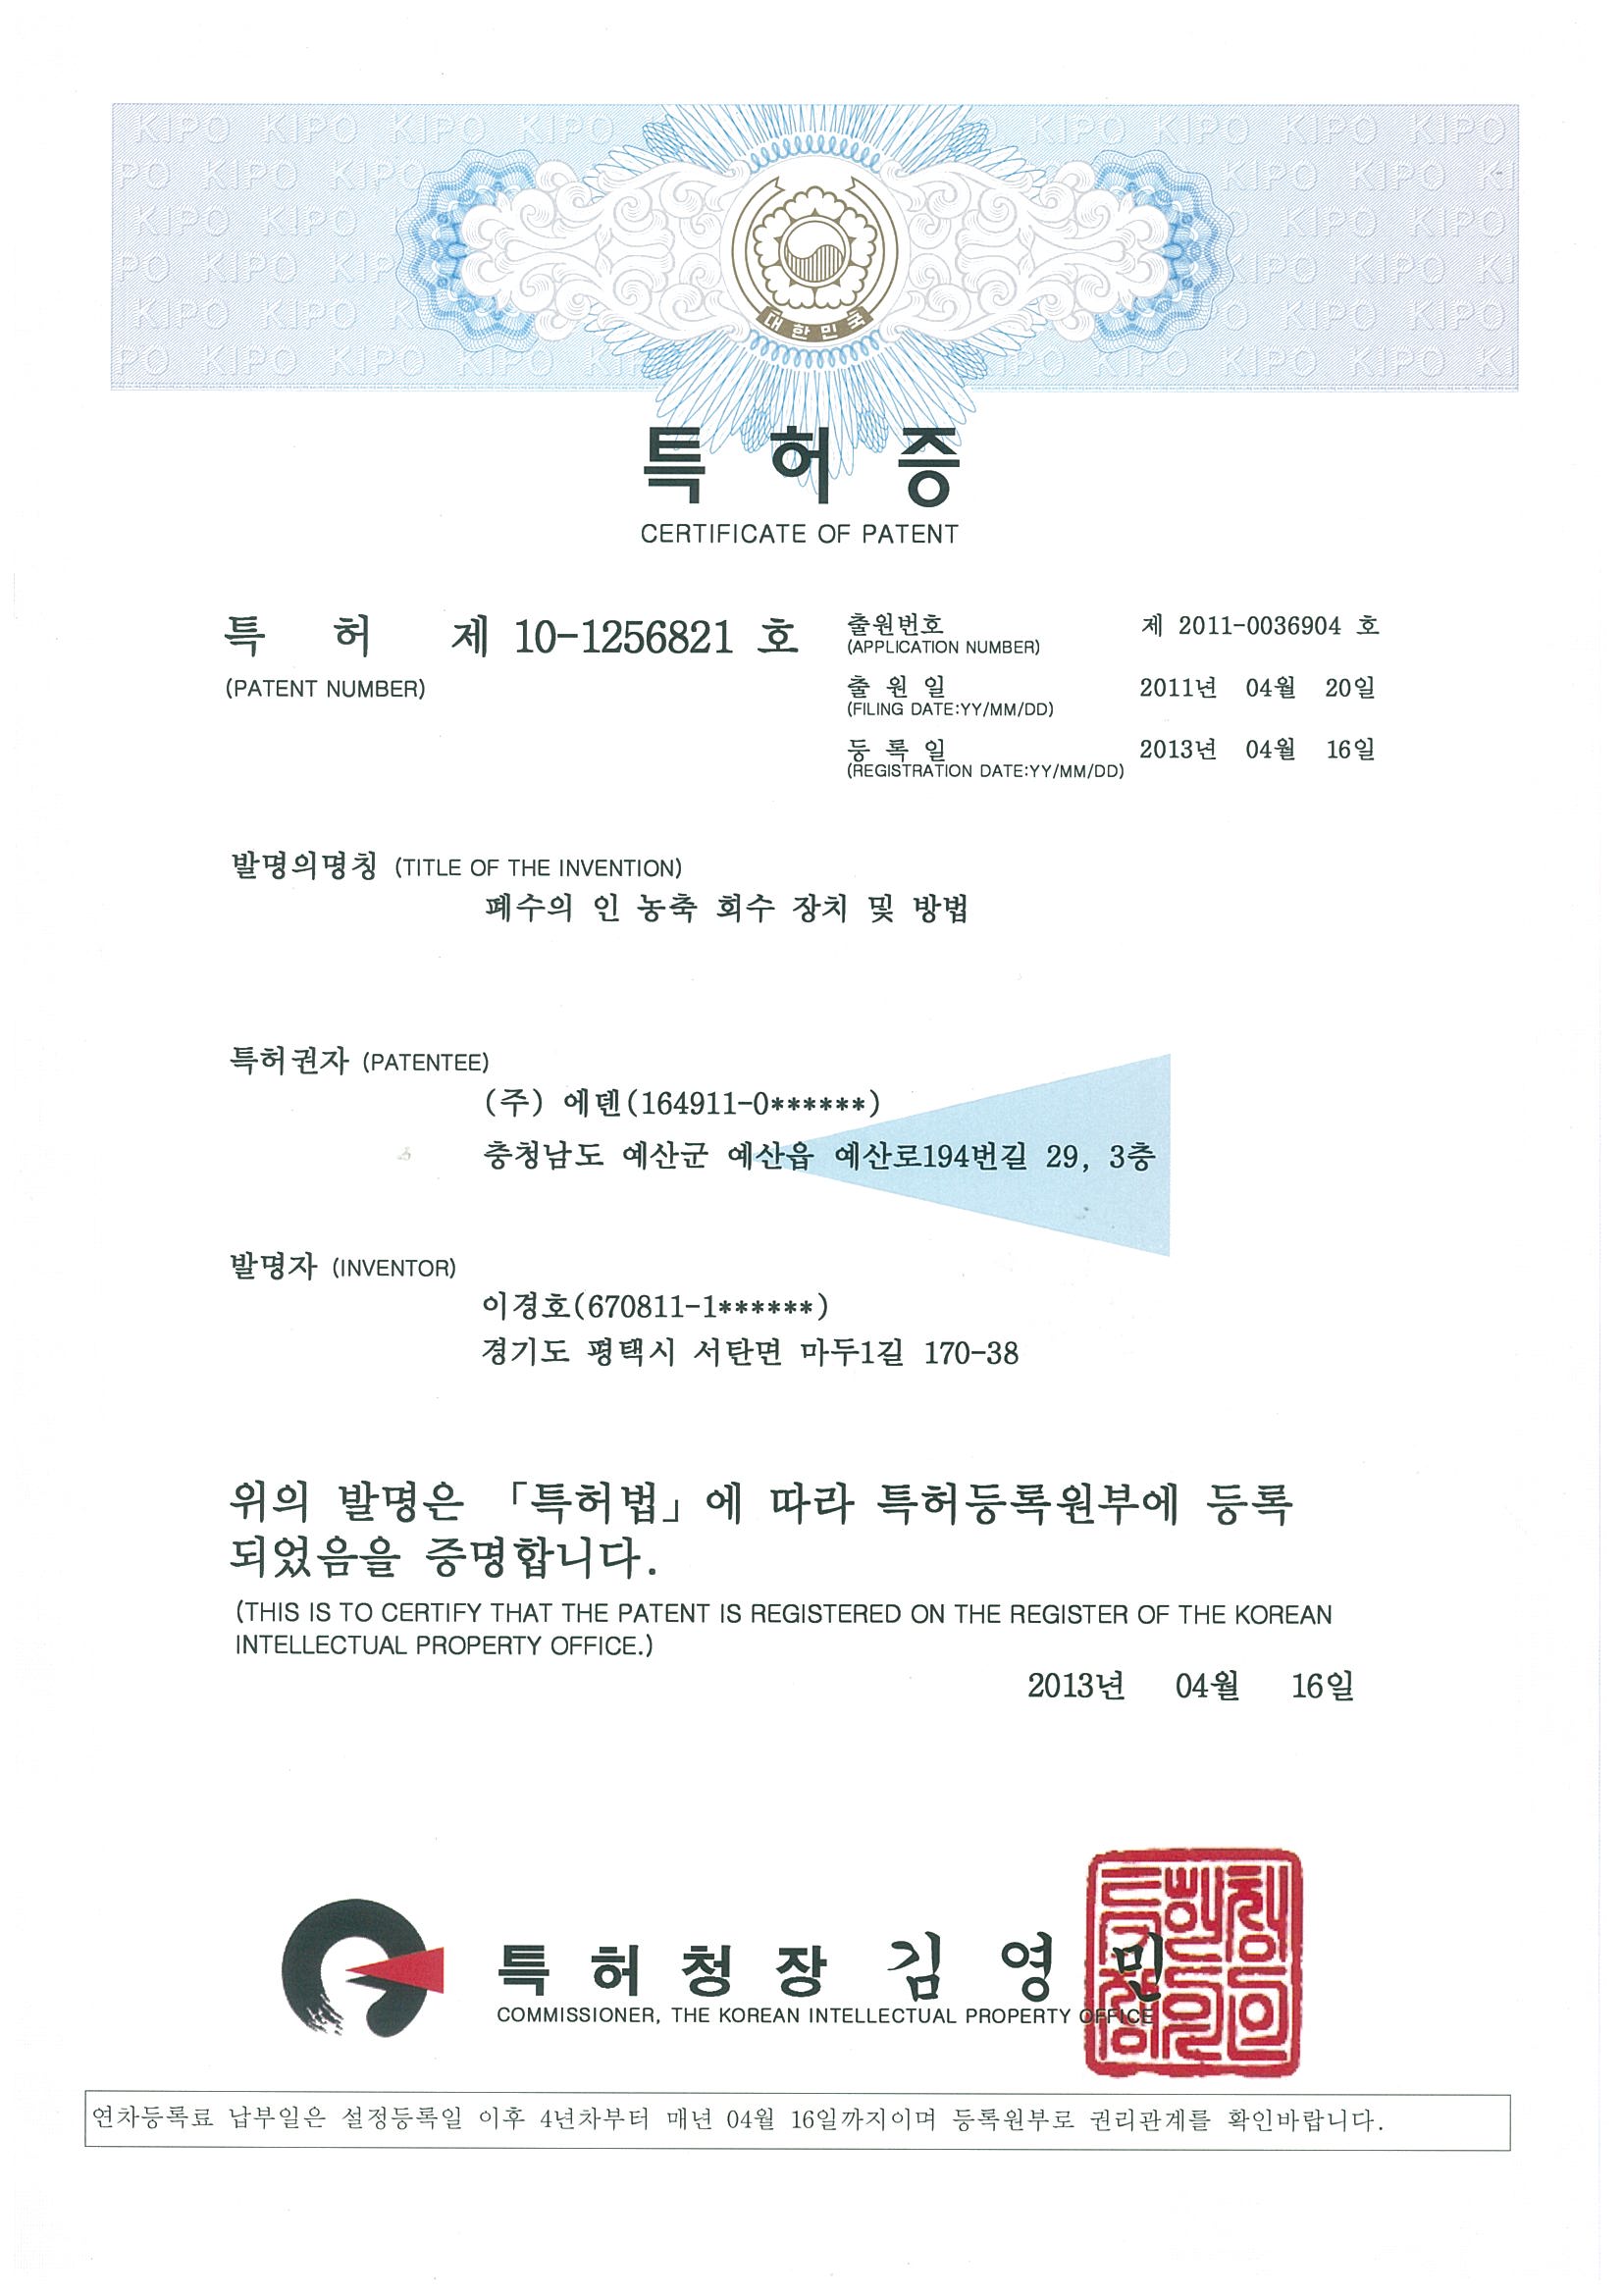 KIPO KIPO KIPO KIPO KIPO KIPO KIPO KIPO
대한민국
특허증
CERTIFICATE OF PATENT
특 허 제 10-1256821 호
(PATENT NUMBER)
출원번호 제 2011-0036904 호
(APPLICATION NUMBER)
출 원 일 2011년 04월 20일
(FILING DATE:YY/MM/DD)
등 록 일 2013년 04월 16일
(REGISTRATION DATE:YY/MM/DD)
발명의명칭 (TITLE OF THE INVENTION)
폐수의 인 농축 회수 장치 및 방법
특허권자 (PATENTEE)
(주) 에덴(164911-0******)
충청남도 예산군 예산읍 예산로194번길 29, 3층
발명자 (INVENTOR)
이경호(670811-1******)
경기도 평택시 서탄면 마두1길 170-38
위의 발명은 「특허법」에 따라 특허등록원부에 등록
되었음을 증명합니다.
(THIS IS TO CERTIFY THAT THE PATENT IS REGISTERED ON THE REGISTER OF THE KOREAN
INTELLECTUAL PROPERTY OFFICE.)
2013년 04월 16일
특허청장 김영민
COMMISSIONER, THE KOREAN INTELLECTUAL PROPERTY OFFICE
연차등록료 납부일은 설정등록일 이후 4년차부터 매년 04월 16일까지이며 등록원부로 권리관계를 확인바랍니다.